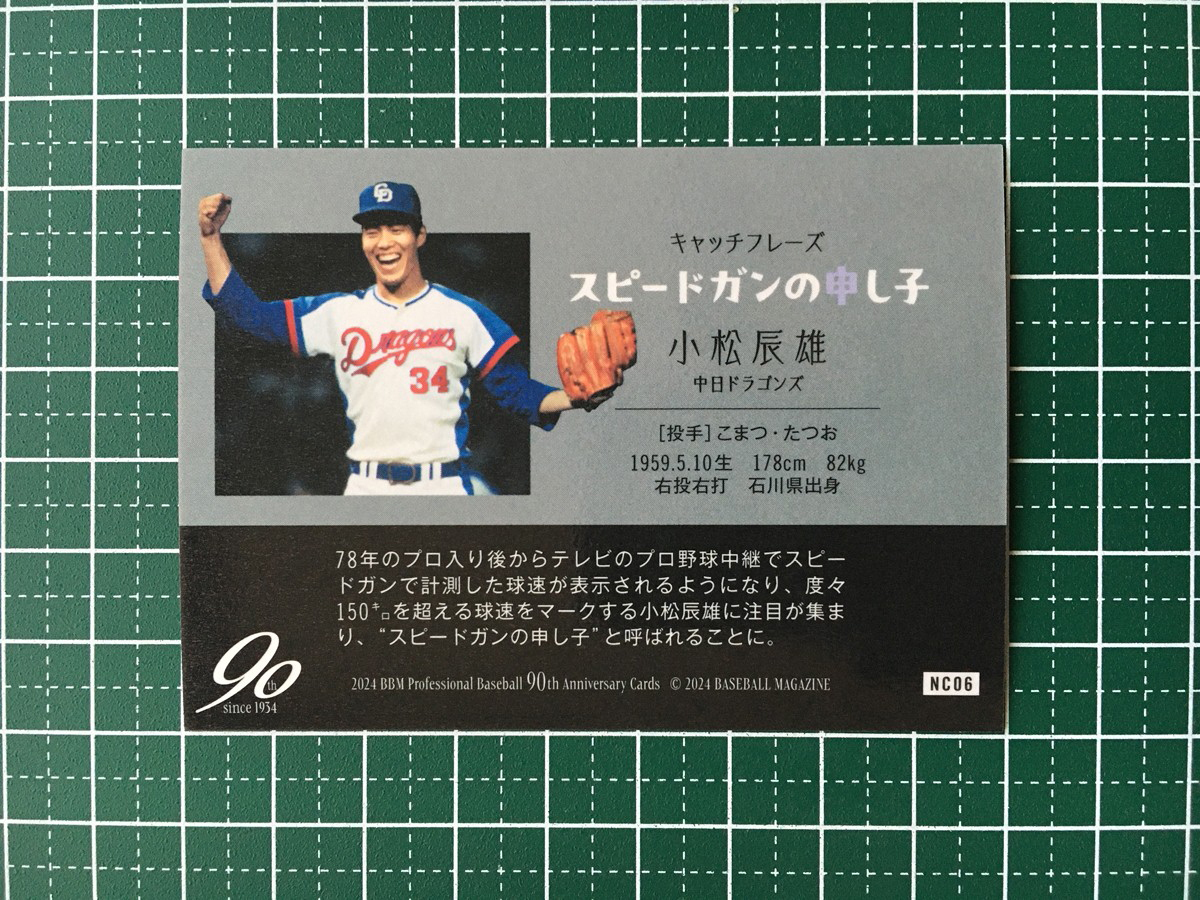 CD
Dragons
34
キャッチフレーズ
スピードガンの申し子
小松辰雄
中日ドラゴンズ
[投手]こまつ・たつお
1959.5.10生 178cm 82kg
右投右打 石川県出身
78年のプロ入り後からテレビのプロ野球中継でスピー
ドガンで計測した球速が表示されるようになり、度々
150㌔を超える球速をマークする小松辰雄に注目が集ま
り、“スピードガンの申し子”と呼ばれることに。
90th
since 1934
2024 BBM Professional Baseball 90th Anniversary Cards © 2024 BASEBALL MAGAZINE
NC06